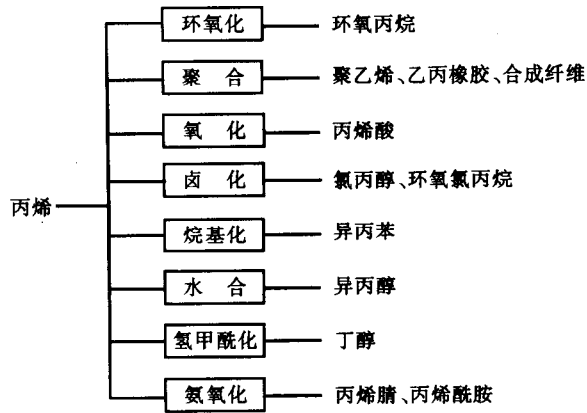 环氧化 环氧丙烷
聚合 聚乙烯、乙丙橡胶、合成纤维
氧化 丙烯酸
卤化 氯丙醇、环氧氯丙烷
丙烯
烷基化 异丙苯
水合 异丙醇
氢甲酰化 丁醇
氨氧化 丙烯腈、丙烯酰胺